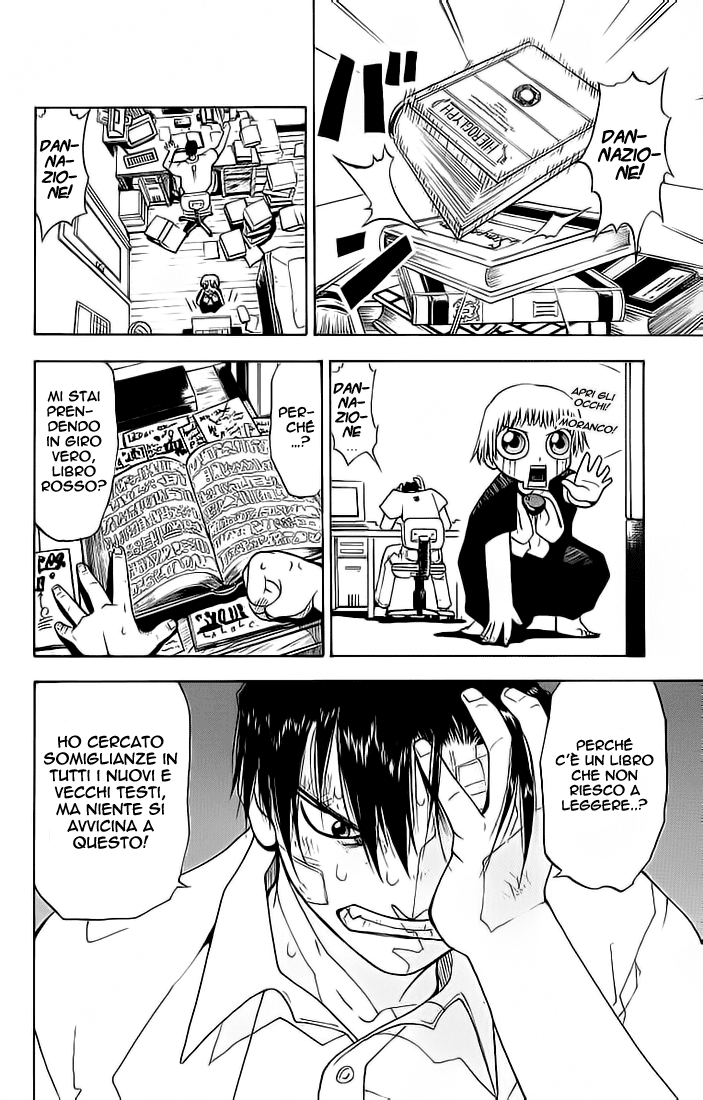 バ
DAN-
NAZIO-
NE!
DAN-
NAZIO-
NE!
APRI GLI
OCCHI!
MORANCO!
DAN-
NAZIO-
NE
...
PER-
CHÉ
...?
MI STAI
PREN-
DENDO
IN GIRO
VERO,
LIBRO
ROSSO?
PERCHÉ
C'È UN LIBRO
CHE NON
RIESCO A
LEGGERE..?
HO CERCATO
SOMIGLIANZE IN
TUTTI I NUOVI E
VECCHI TESTI,
MA NIENTE SI
AVVICINA A
QUESTO!